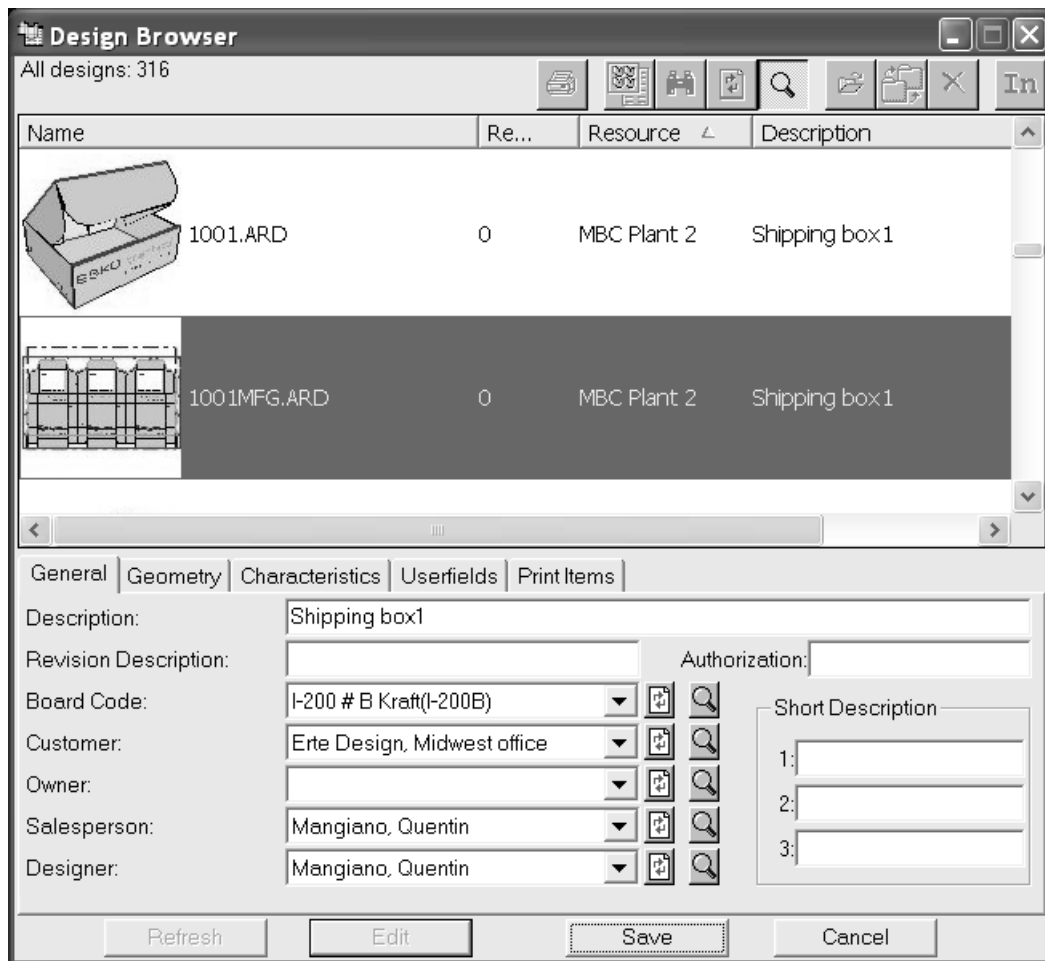 Design Browser
All designs: 316
In
Name Re... Resource Description
ESKO
1001.ARD 0 MBC Plant 2 Shipping box1
1001MFG.ARD 0 MBC Plant 2 Shipping box1
General Geometry Characteristics Userfields Print Items
Description: Shipping box1
Revision Description: Authorization:
Board Code: I-200 # B Kraft(I-200B)
Short Description
Customer: Erte Design, Midwest office
1:
Owner:
2:
Salesperson: Mangiano, Quentin
3:
Designer: Mangiano, Quentin
Refresh Edit Save Cancel